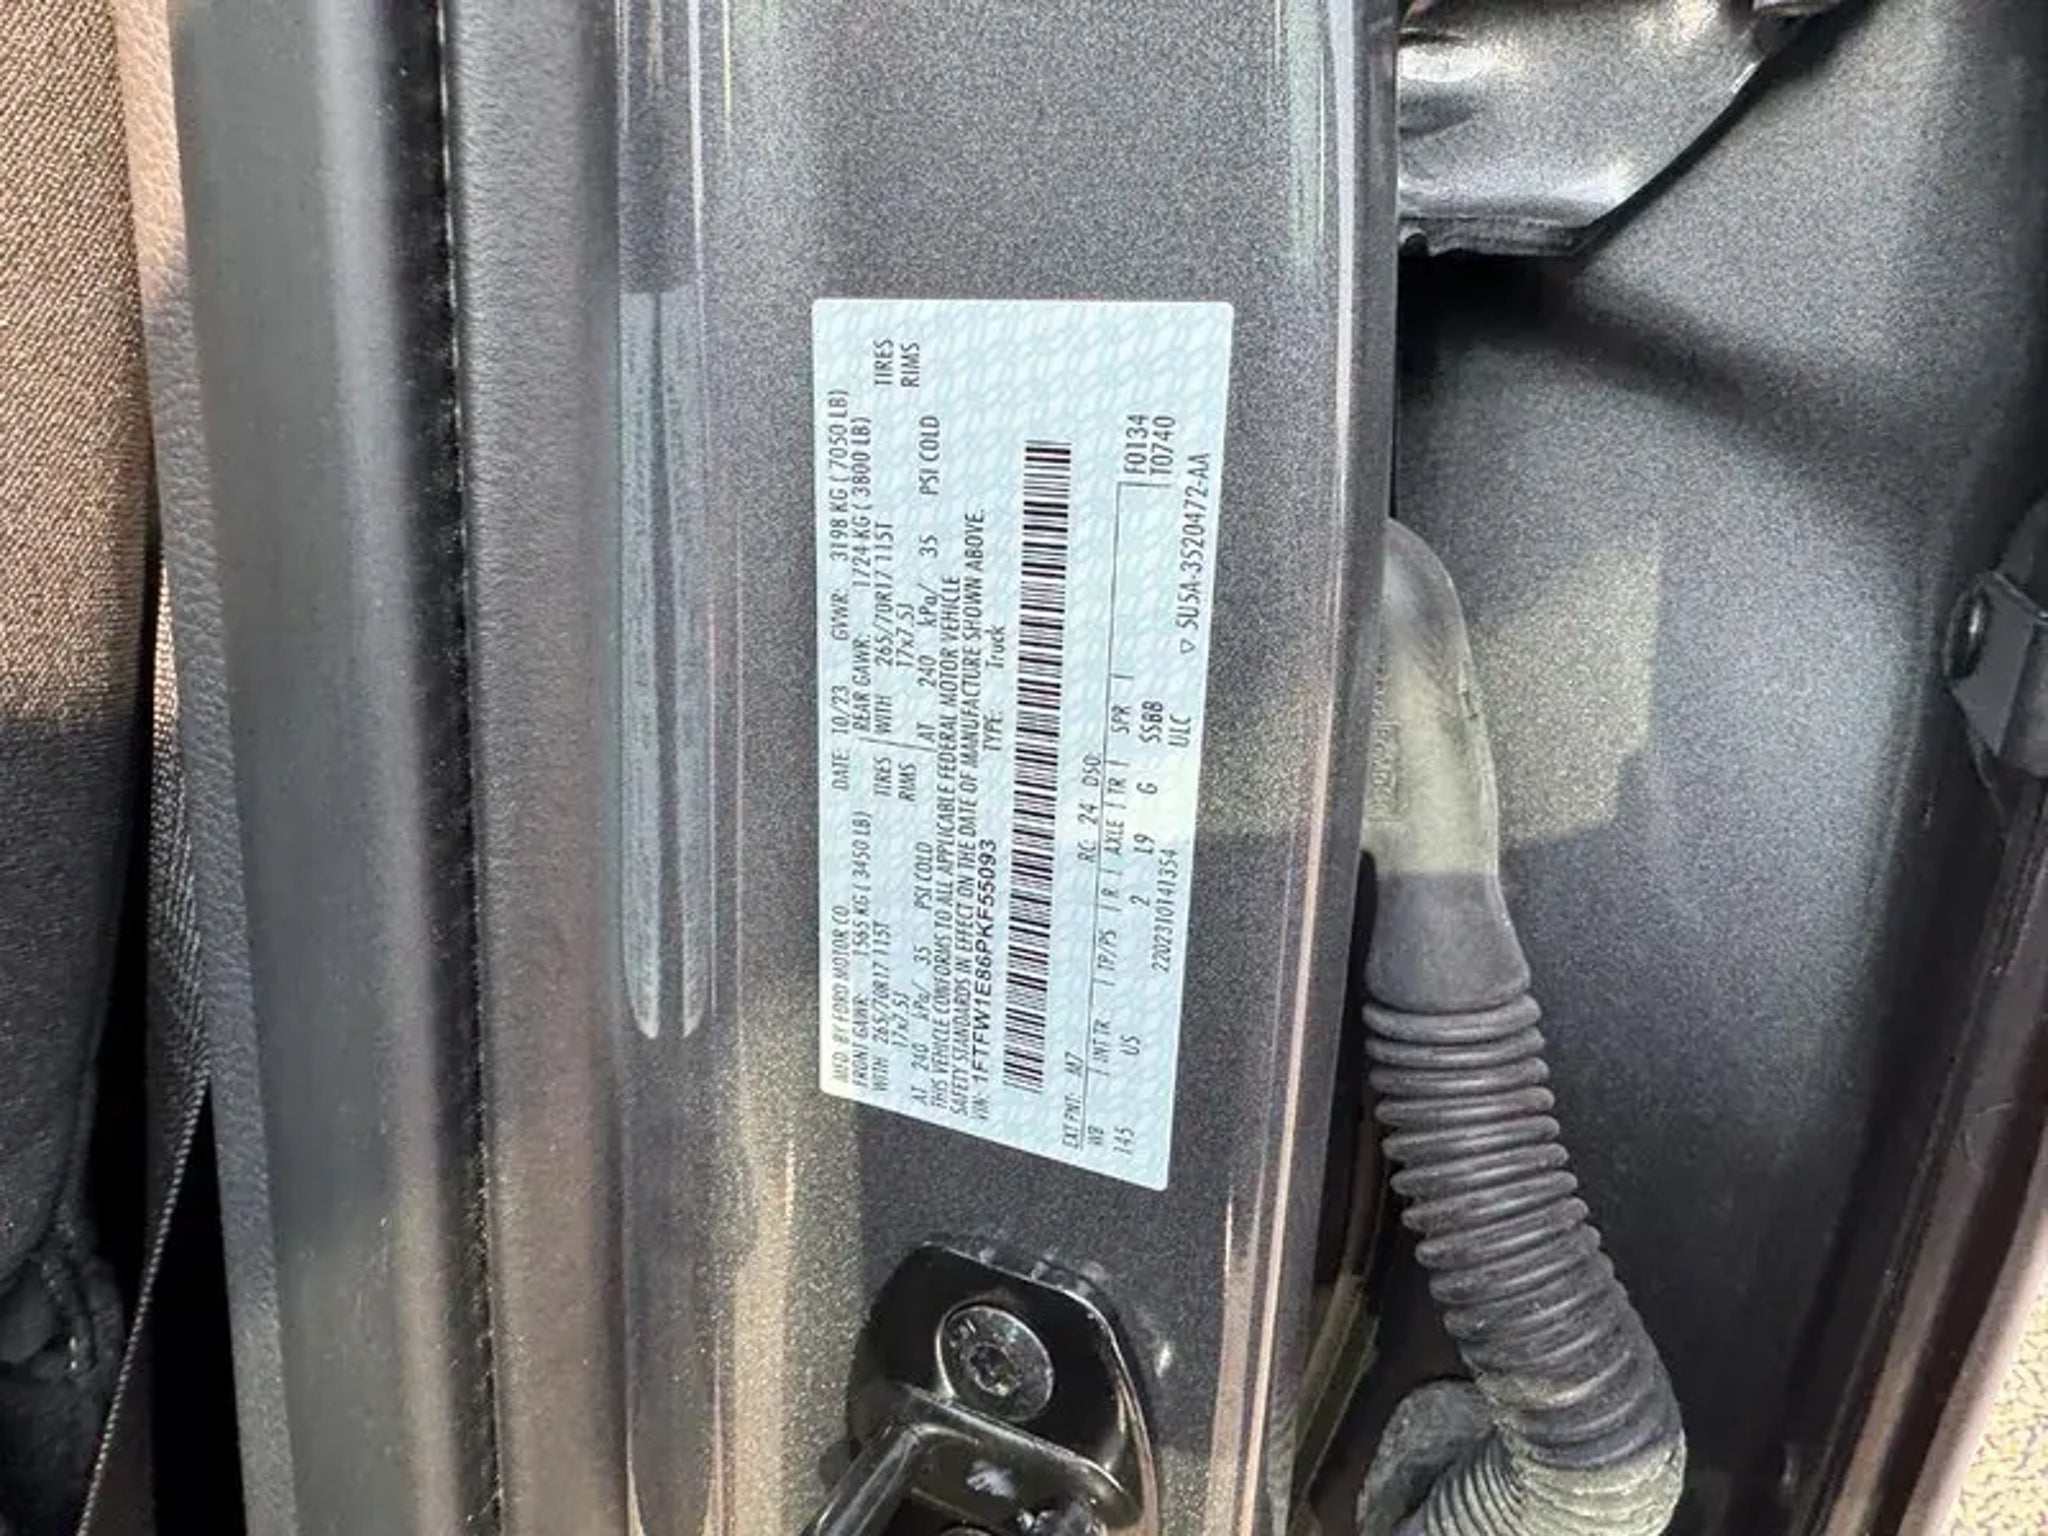 MFD BY FORD MOTOR CO DATE 10/23 GVWR: 3198 KG ( 7050 LB)
FRONT GAWR: 1565 KG ( 3450 LB) REAR GAWR: 1724 KG ( 3800 LB)
WITH 265/70R17 115T TIRES WITH 265/70R17 115T TIRES
17x7.5J RIMS 17x7.5J RIMS
AT 240 kPa/ 35 PSI COLD AT 240 kPa/ 35 PSI COLD
THIS VEHICLE CONFORMS TO ALL APPLICABLE FEDERAL MOTOR VEHICLE
SAFETY STANDARDS IN EFFECT ON THE DATE OF MANUFACTURE SHOWN ABOVE.
VIN: 1FTFW1E86PKF55093 TYPE: Truck
EXT PNT: M7 RC: 24 DSO:
WB INT TR TP/PS R AXLE TR SPR F0134
145 US 2 L9 G SSBB T0740
2202310141354 ULC
5U5A-3520472-AA